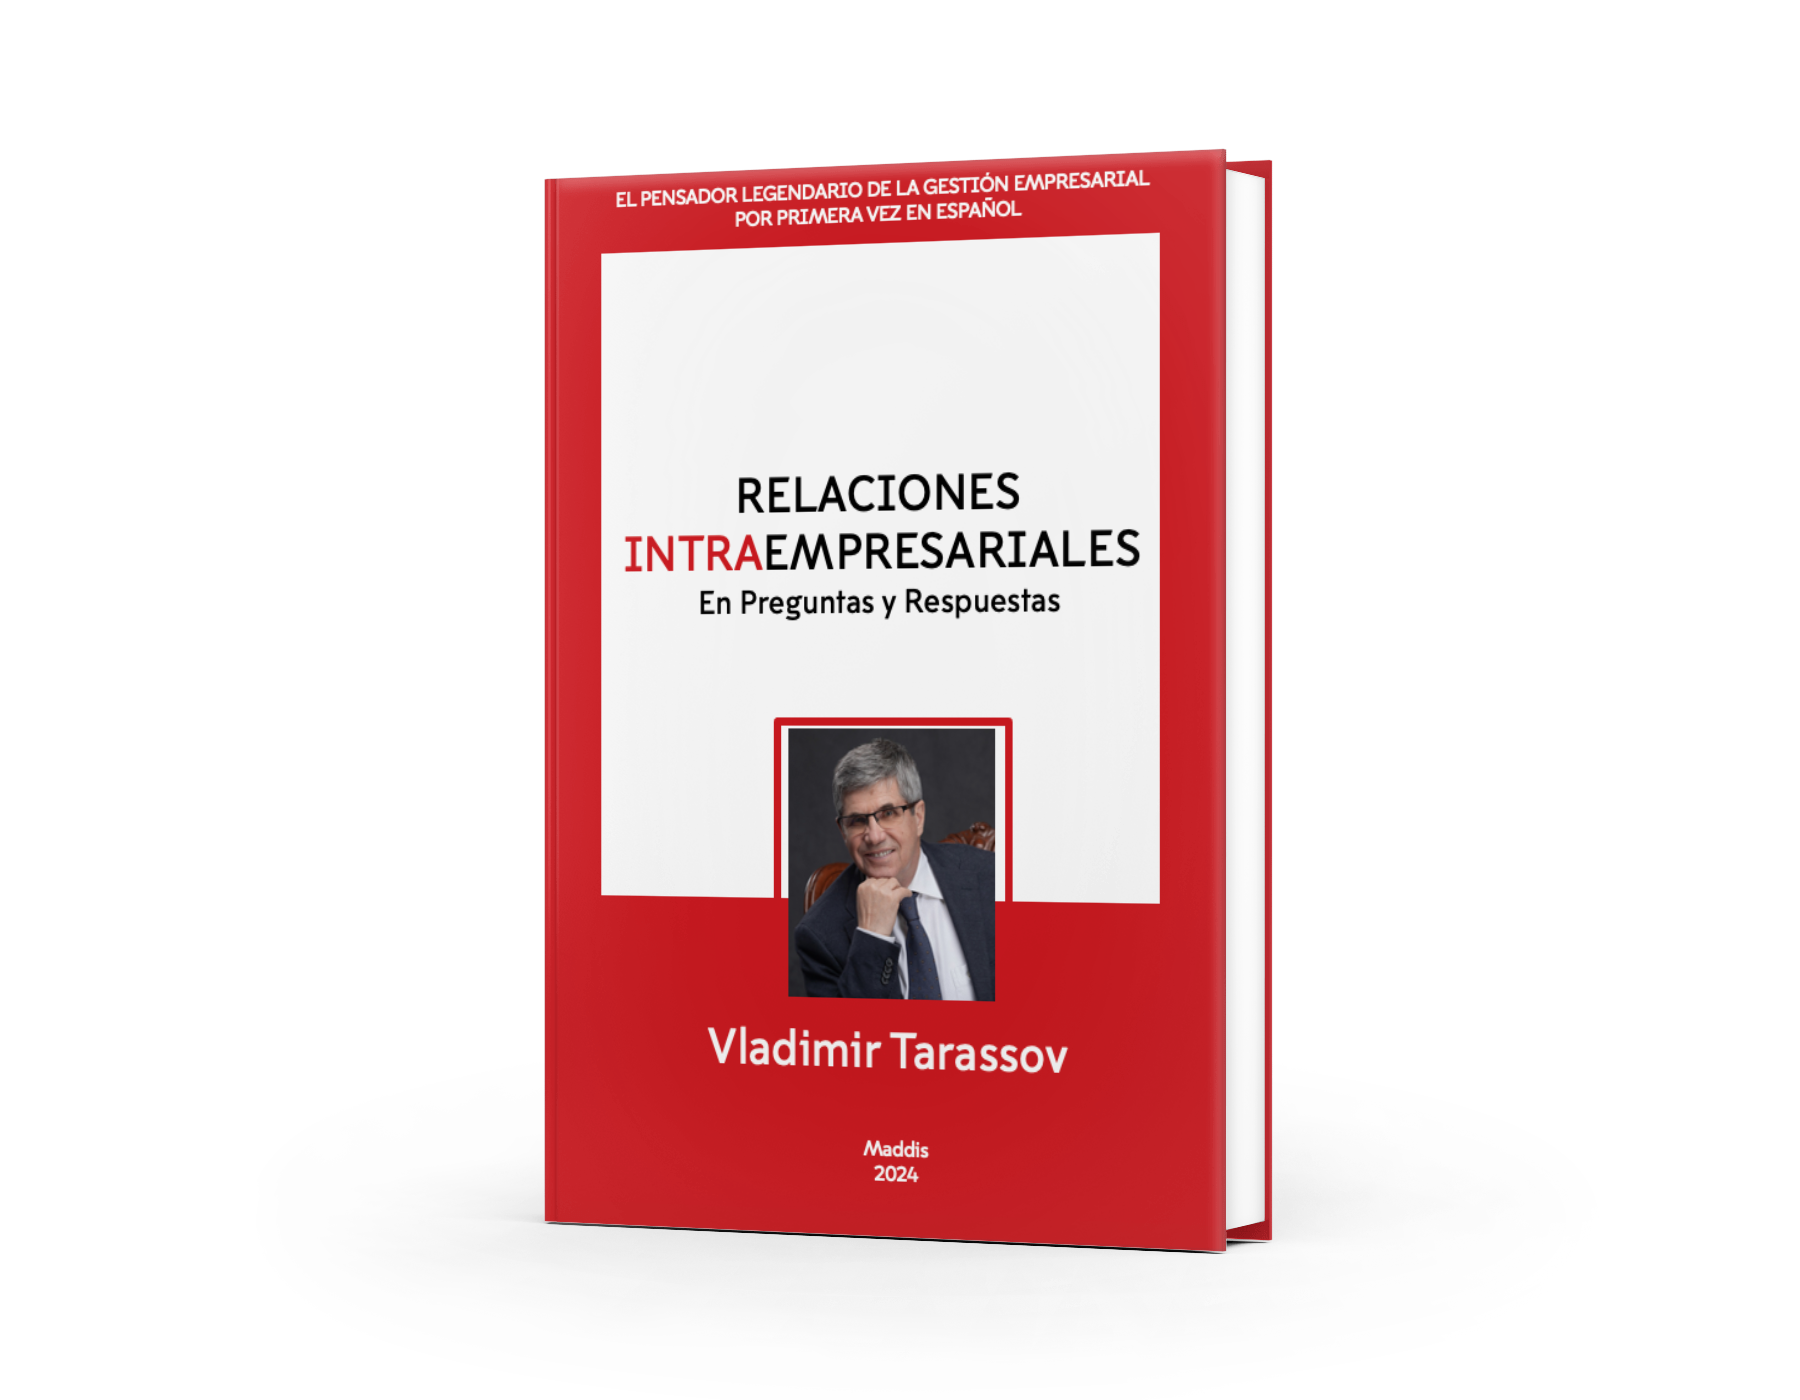 EL PENSADOR LEGENDARIO DE LA GESTIÓN EMPRESARIAL
POR PRIMERA VEZ EN ESPAÑOL
RELACIONES
INTRAEMPRESARIALES
En Preguntas y Respuestas
Vladimir Tarassov
Maddis
2024